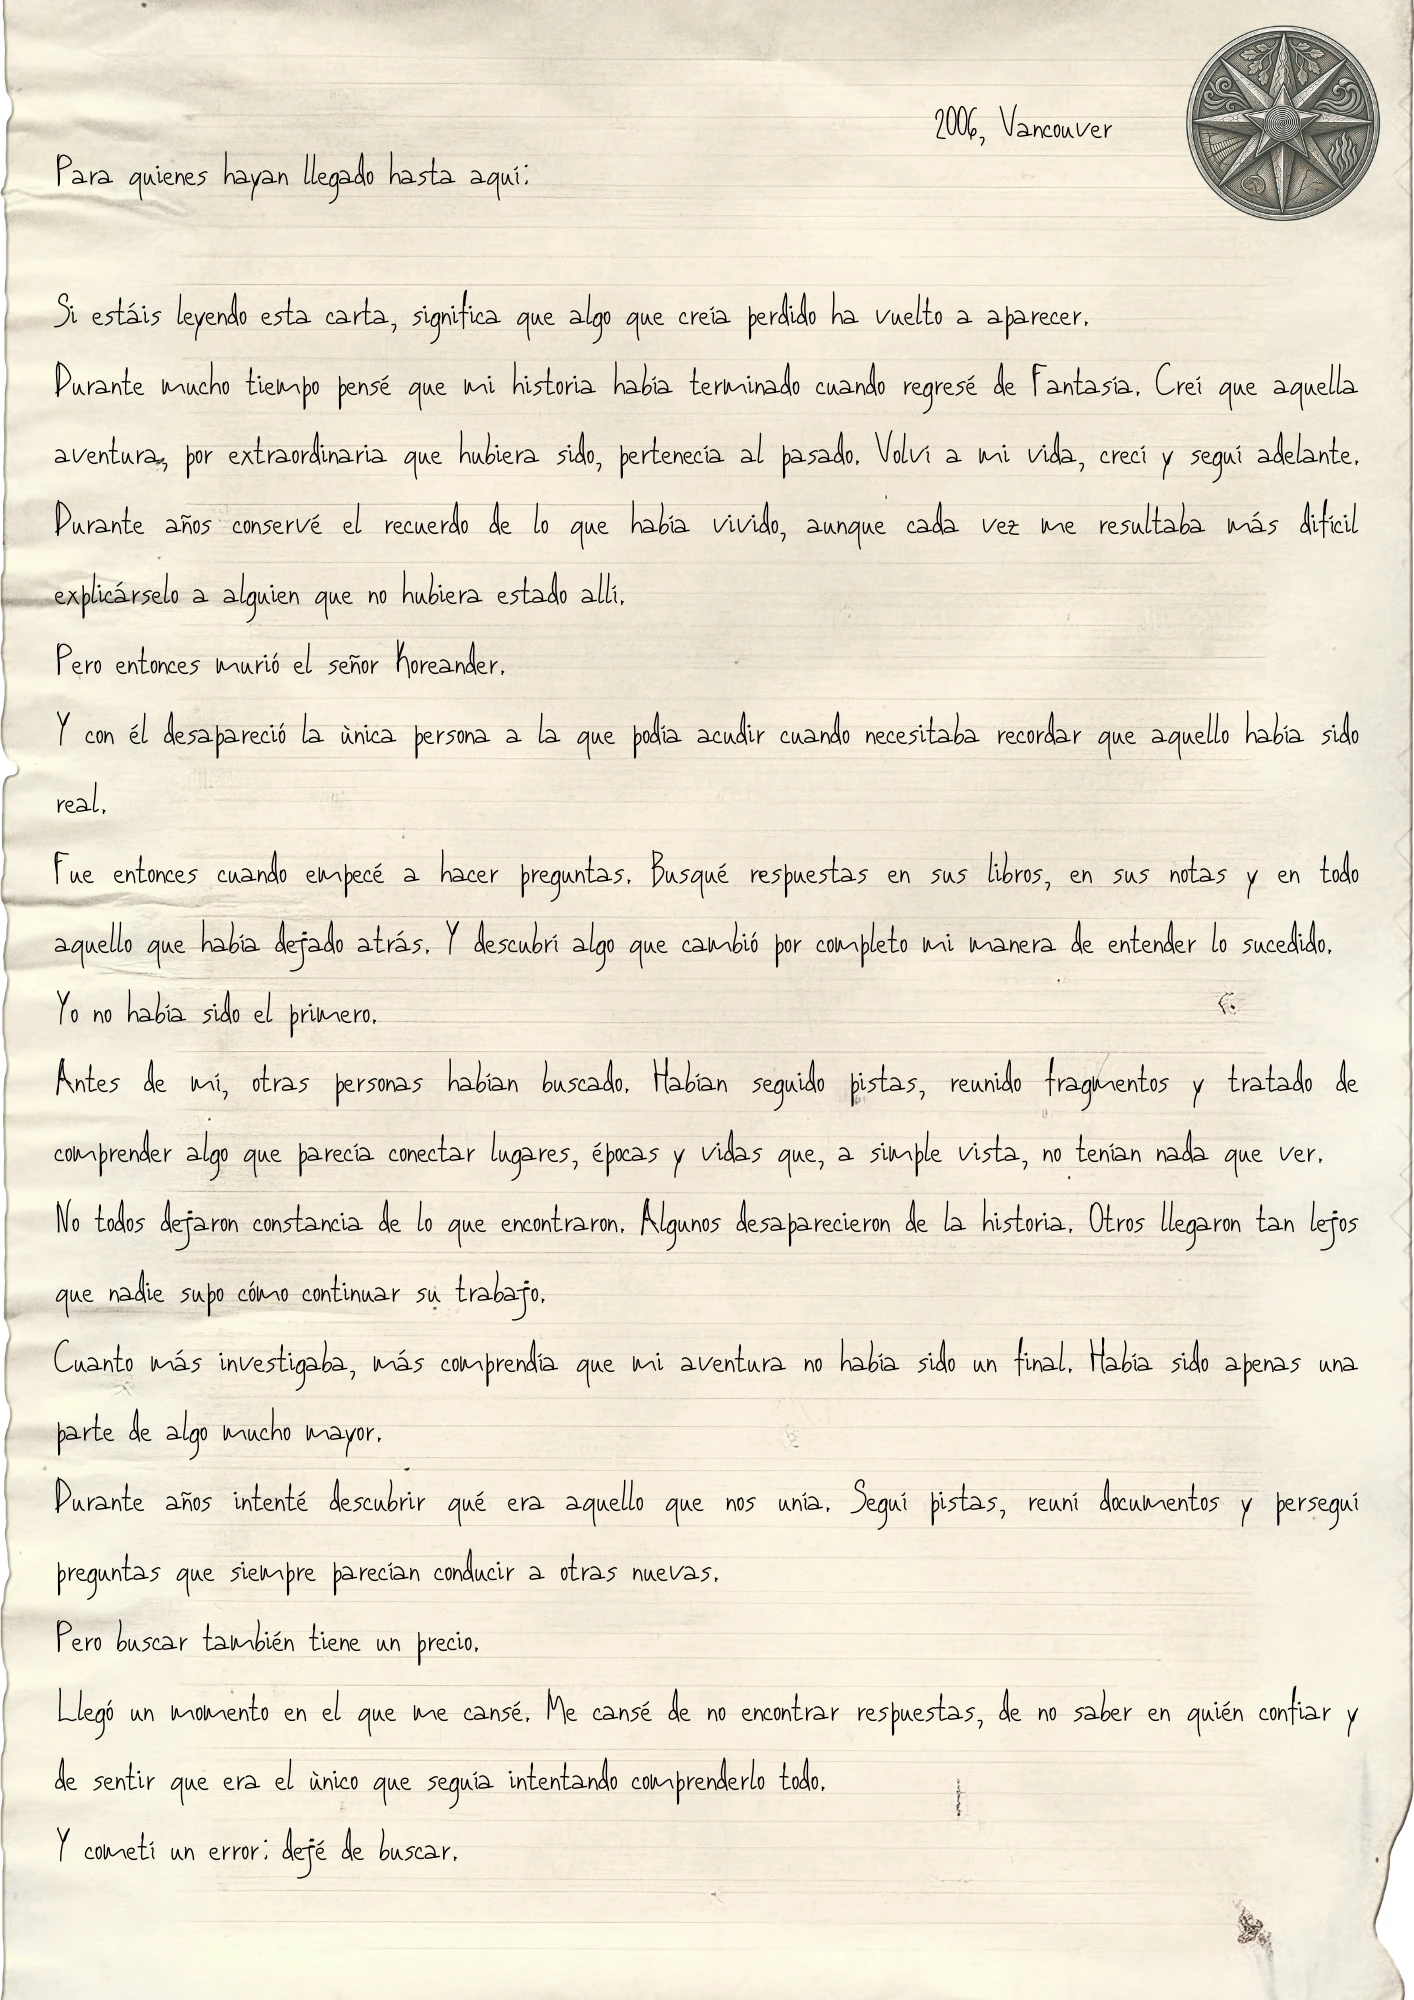 2006, Vancouver
Para quienes hayan llegado hasta aquí:
Si estáis leyendo esta carta, significa que algo que creía perdido ha vuelto a aparecer.
Durante mucho tiempo pensé que mi historia había terminado cuando regresé de Fantasía. Creí que aquella
aventura, por extraordinaria que hubiera sido, pertenecía al pasado. Volví a mi vida, crecí y seguí adelante.
Durante años conservé el recuerdo de lo que había vivido, aunque cada vez me resultaba más difícil
explicárselo a alguien que no hubiera estado allí.
Pero entonces murió el señor Koreander.
Y con él desapareció la ùnica persona a la que podía acudir cuando necesitaba recordar que aquello había sido
real.
Fue entonces cuando empecé a hacer preguntas. Busqué respuestas en sus libros, en sus notas y en todo
aquello que había dejado atrás. Y descubrí algo que cambió por completo mi manera de entender lo sucedido.
Yo no había sido el primero.
Antes de mí, otras personas habían buscado. Habían seguido pistas, reunido fragmentos y tratado de
comprender algo que parecía conectar lugares, épocas y vidas que, a simple vista, no tenían nada que ver.
No todos dejaron constancia de lo que encontraron. Algunos desaparecieron de la historia. Otros llegaron tan lejos
que nadie supo cómo continuar su trabajo.
Cuanto más investigaba, más comprendía que mi aventura no había sido un final. Había sido apenas una
parte de algo mucho mayor.
Durante años intenté descubrir qué era aquello que nos unía. Seguí pistas, reuní documentos y perseguí
preguntas que siempre parecían conducir a otras nuevas.
Pero buscar también tiene un precio.
Llegó un momento en el que me cansé. Me cansé de no encontrar respuestas, de no saber en quién confiar y
de sentir que era el ùnico que seguía intentando comprenderlo todo.
Y cometí un error: dejé de buscar.